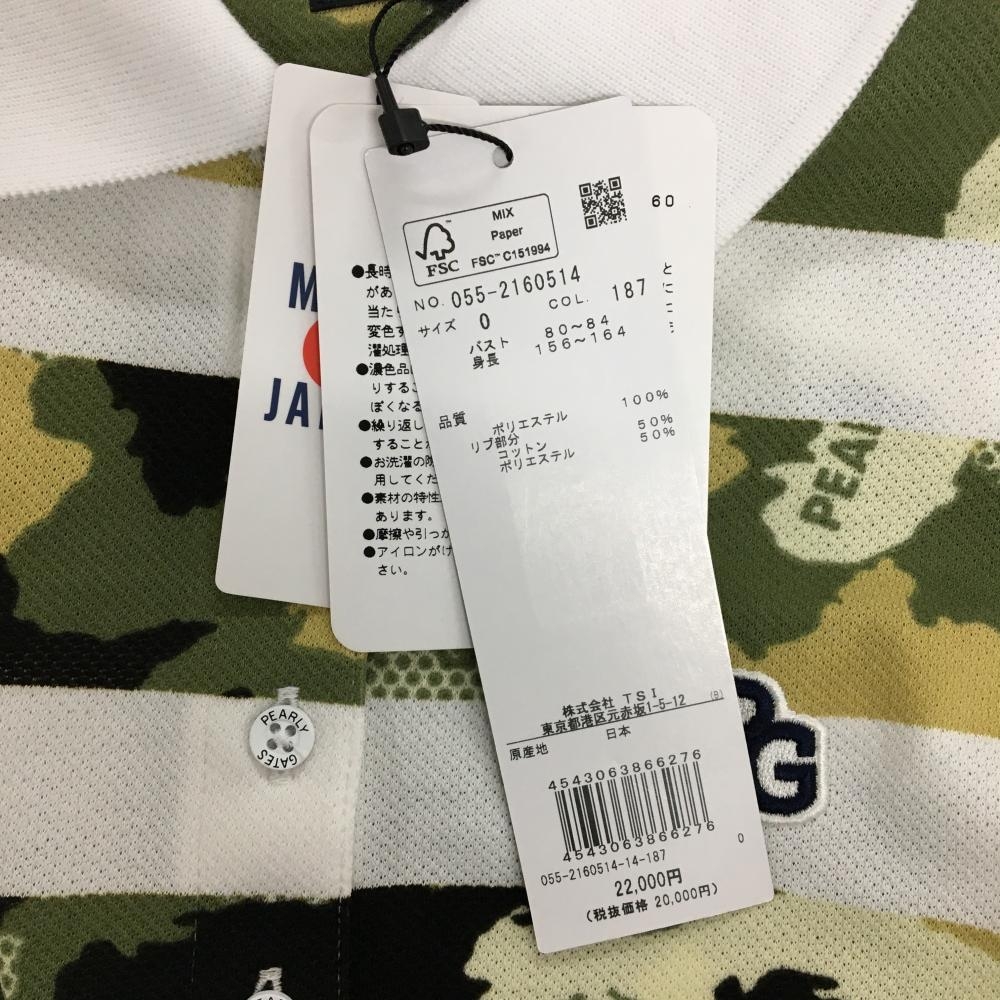 MIX
Paper
FSC™ C151994
FSC
60
NO. 055-2160514
COL. 187
サイズ 0
バスト 80～84
身長 156～164
品質
ポリエステル 100%
リブ部分
コットン 50%
ポリエステル 50%
株式会社 TSI
東京都港区元赤坂1-5-12 (B)
原産地 日本
4543063866276
4543063866276
055-2160514-14-187 0
22,000円
(税抜価格 20,000円)
●長時
があ
当た
変色す
濯処理
●濃色品
りするこ
ぽくなる
●繰り返し
すること
●お洗濯の際
用してくだ
●素材の特性
あります。
●摩擦や引っか
●アイロンがけ
さい。
M
JA
PEARLY
GATES
PEA
PG